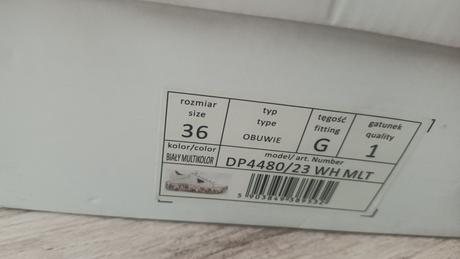 rozmiar
size
36
typ
type
OBUWIE
tęgość
fitting
G
gatunek
quality
1
kolor/color
BIAŁY MULTIKOLOR
model/ art. Number
DP4480/23 WH MLT